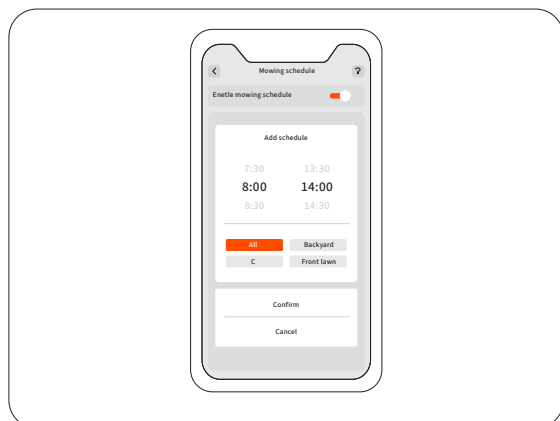 Mowing schedule ?
Enetle mowing schedule
Add schedule
7:30 13:30
8:00 14:00
8:30 14:30
All Backyard
C Front lawn
Confirm
Cancel